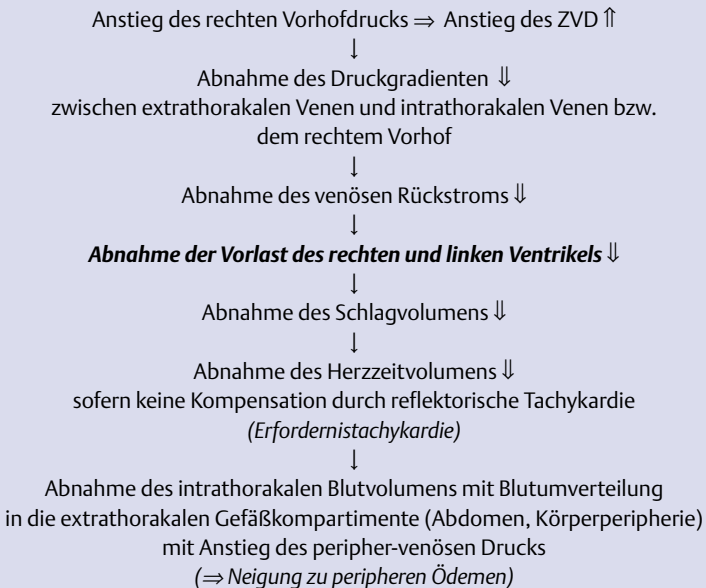 Anstieg des rechten Vorhofdrucks ⇒ Anstieg des ZVD ⇑
↓
Abnahme des Druckgradienten ⇓
zwischen extrathorakalen Venen und intrathorakalen Venen bzw.
dem rechtem Vorhof
↓
Abnahme des venösen Rückstroms ⇓
↓
Abnahme der Vorlast des rechten und linken Ventrikels ⇓
↓
Abnahme des Schlagvolumens ⇓
↓
Abnahme des Herzzeitvolumens ⇓
sofern keine Kompensation durch reflektorische Tachykardie
(Erfordernistachykardie)
↓
Abnahme des intrathorakalen Blutvolumens mit Blutumverteilung
in die extrathorakalen Gefäßkompartimente (Abdomen, Körperperipherie)
mit Anstieg des peripher-venösen Drucks
(⇒ Neigung zu peripheren Ödemen)